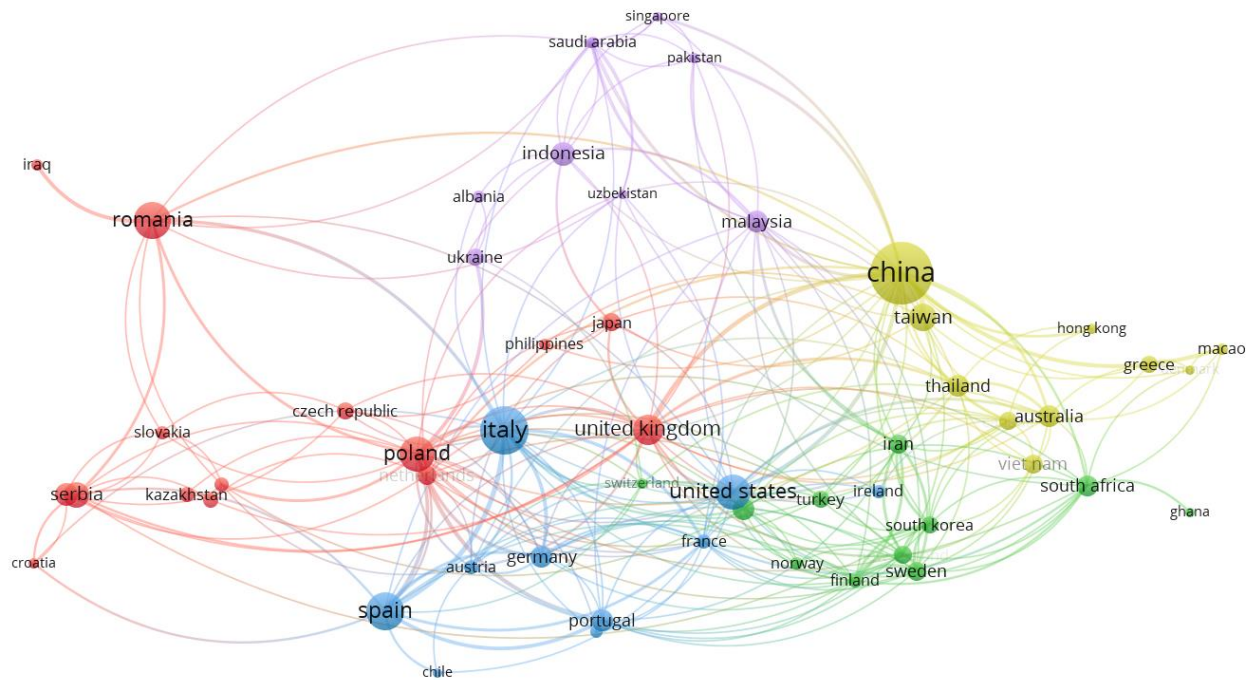 singapore
saudi arabia
pakistan
indonesia
iraq
uzbekistan
albania
romania
malaysia
ukraine
china
taiwan
japan
hong kong
philippines
macao
greece
thailand
czech republic
australia
slovakia
italy
united kingdom
iran
poland
viet nam
netherlands
switzerland
south africa
serbia
kazakhstan
united states
ireland
turkey
ghana
south korea
france
germany
croatia
austria
norway
sweden
finland
spain
portugal
chile